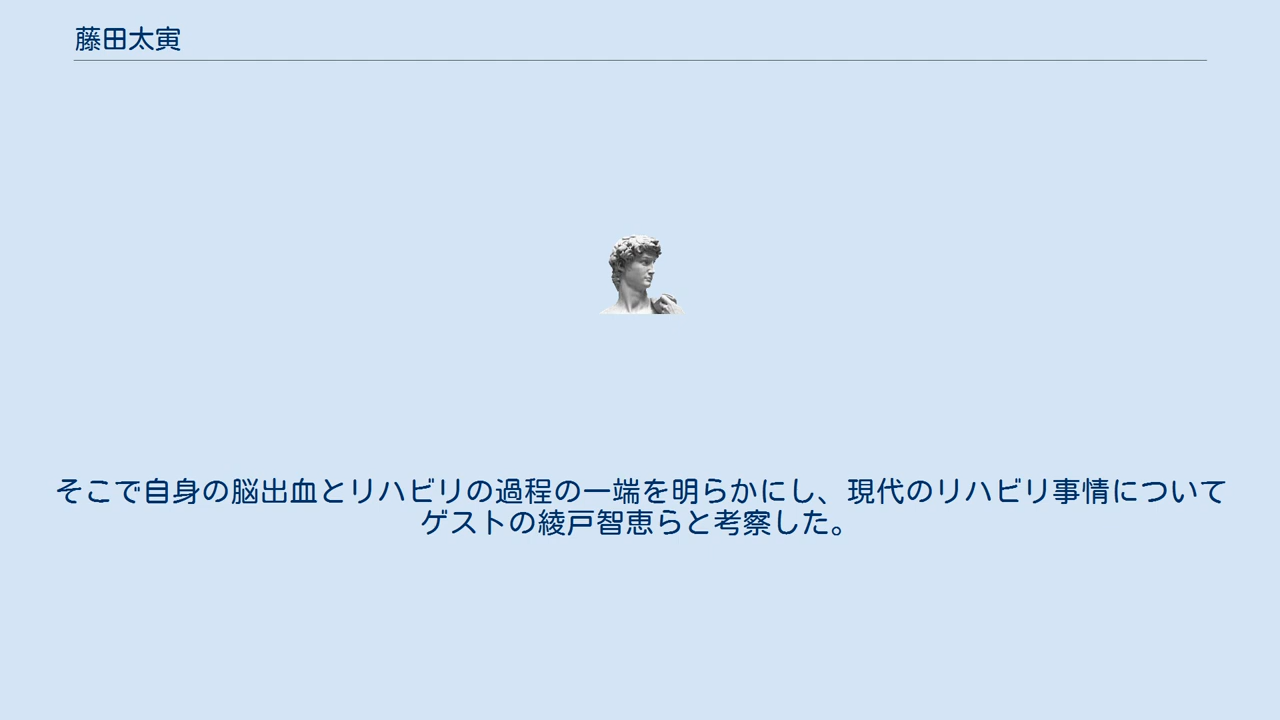 藤田太寅
そこで自身の脳出血とリハビリの過程の一端を明らかにし、現代のリハビリ事情について
ゲストの綾戸智恵らと考察した。